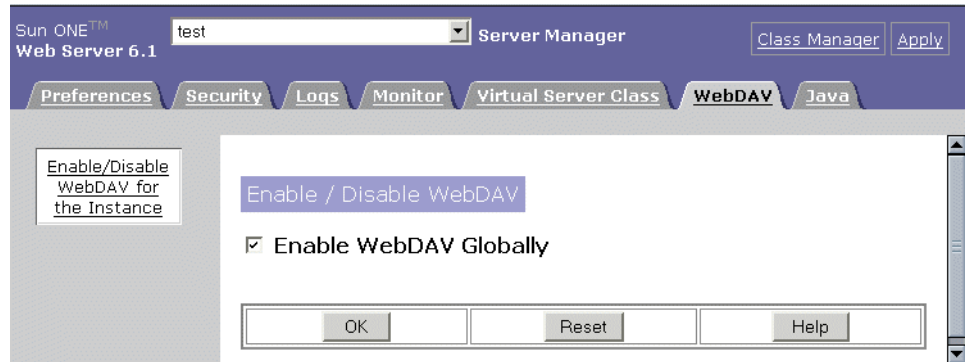 Sun ONE™ test Server Manager Class Manager Apply
Web Server 6.1
Preferences Security Logs Monitor Virtual Server Class WebDAV Java
Enable/Disable
WebDAV for
the Instance
Enable / Disable WebDAV
Enable WebDAV Globally
OK Reset Help